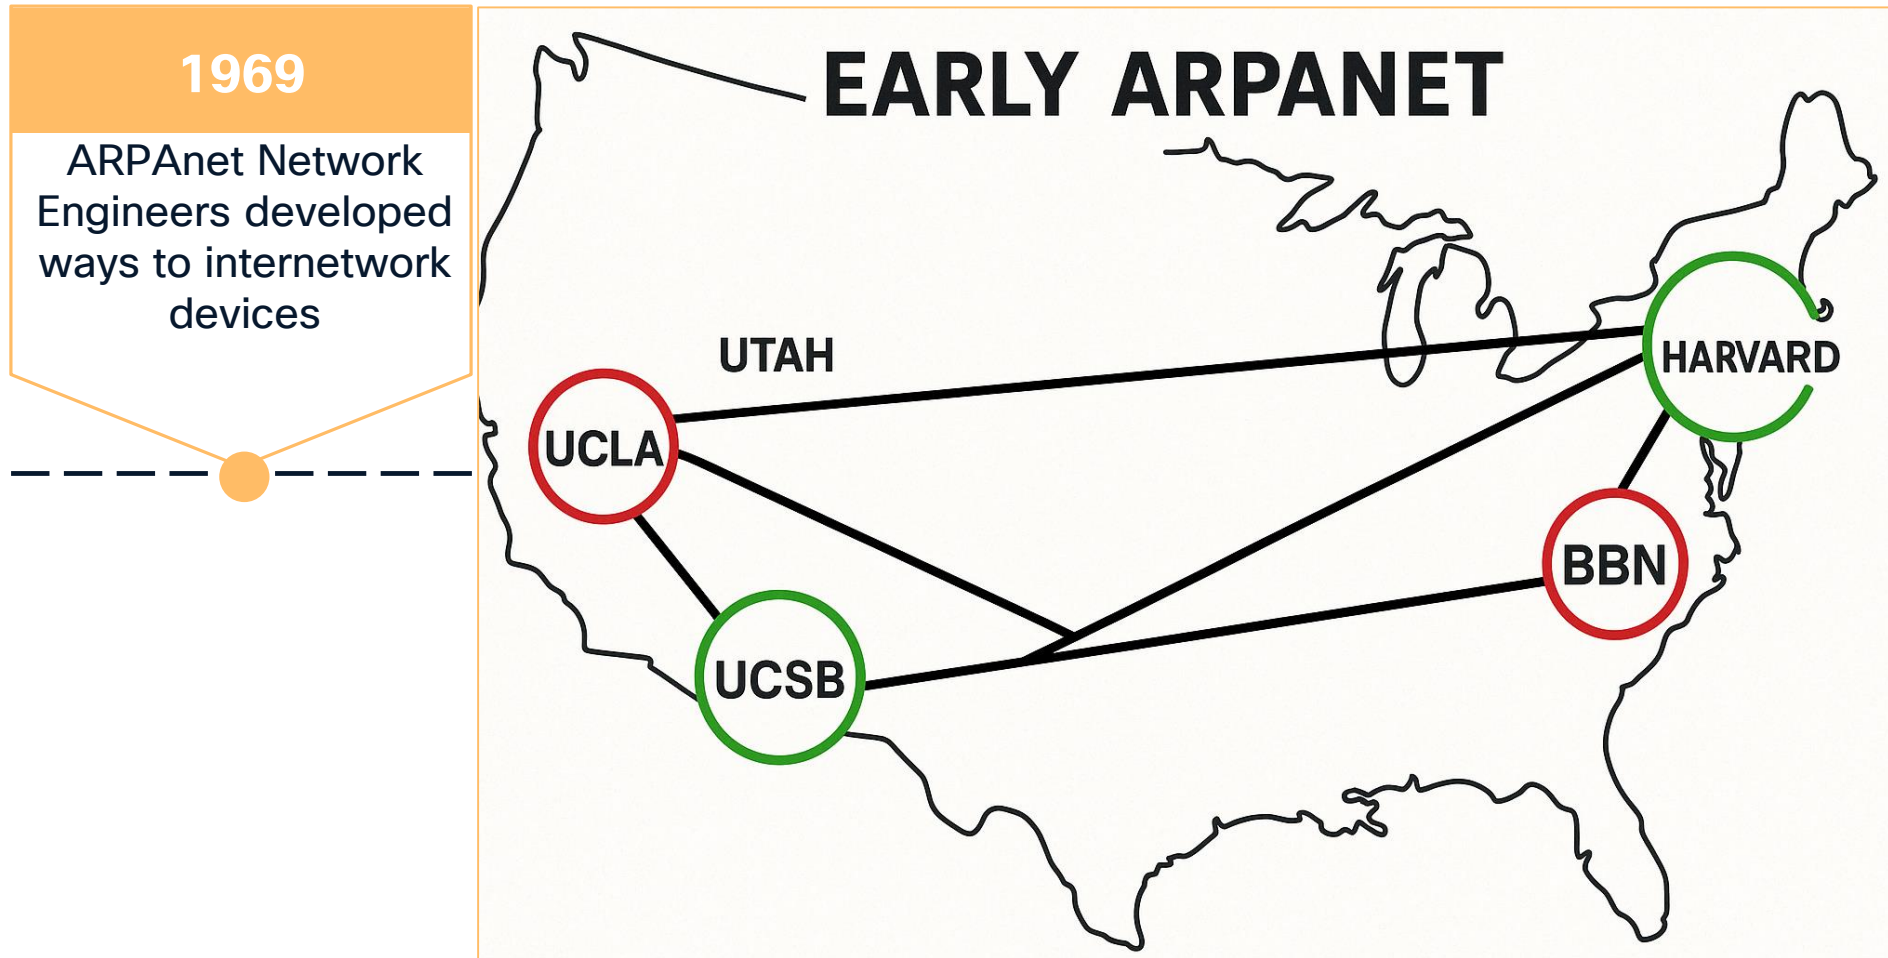 1969
ARPAnet Network
Engineers developed
ways to internetwork
devices
EARLY ARPANET
UTAH
HARVARD
UCLA
BBN
UCSB